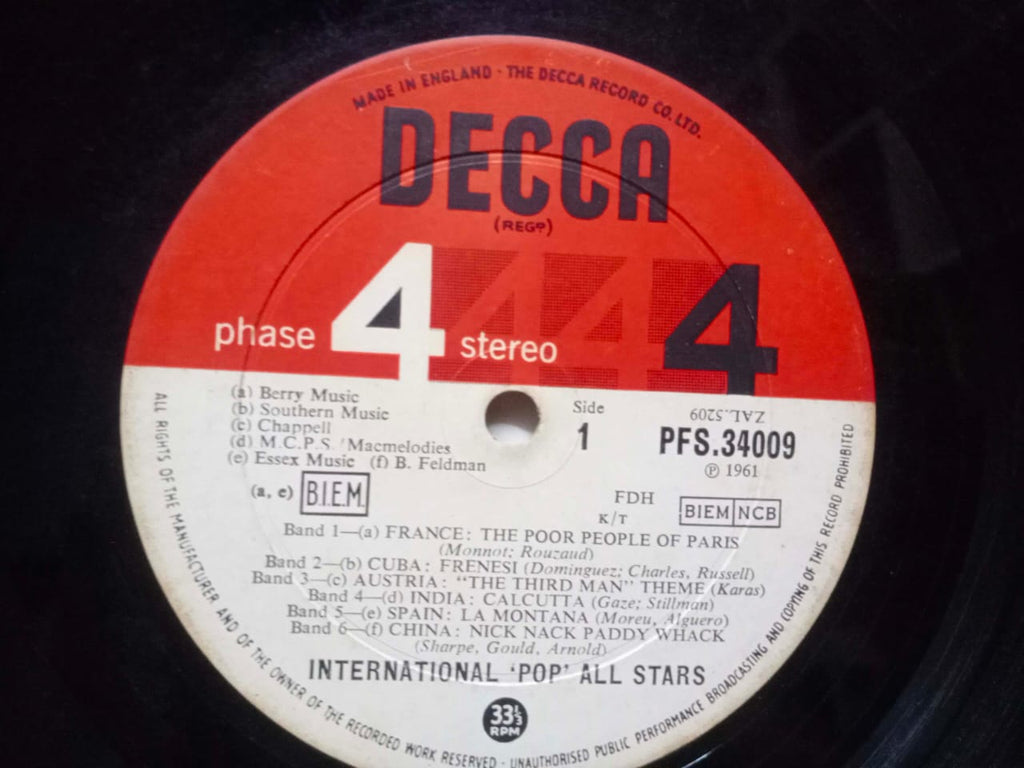 MADE IN ENGLAND · THE DECCA RECORD CO. LTD.
DECCA
(REGD)
phase 4 stereo 4 4 4
(a) Berry Music
(b) Southern Music
(c) Chappell
(d) M.C.P.S. 'Macmelodies
(e) Essex Music (f) B. Feldman
(a, e) B.I.E.M.
Side
1
ZAL.5209
PFS.34009
℗ 1961
FDH
K/T
BIEM NCB
Band 1—(a) FRANCE: THE POOR PEOPLE OF PARIS
(Monnot; Rouzaud)
Band 2—(b) CUBA: FRENESI (Dominguez; Charles, Russell)
Band 3—(c) AUSTRIA: "THE THIRD MAN" THEME (Karas)
Band 4—(d) INDIA: CALCUTTA (Gaze; Stillman)
Band 5—(e) SPAIN: LA MONTANA (Moreu, Alguero)
Band 6—(f) CHINA: NICK NACK PADDY WHACK
(Sharpe, Gould, Arnold)
INTERNATIONAL 'POP' ALL STARS
33⅓
RPM
ALL RIGHTS OF THE MANUFACTURER AND OF THE OWNER OF THE RECORDED WORK RESERVED · UNAUTHORISED PUBLIC PERFORMANCE BROADCASTING AND COPYING OF THIS RECORD PROHIBITED